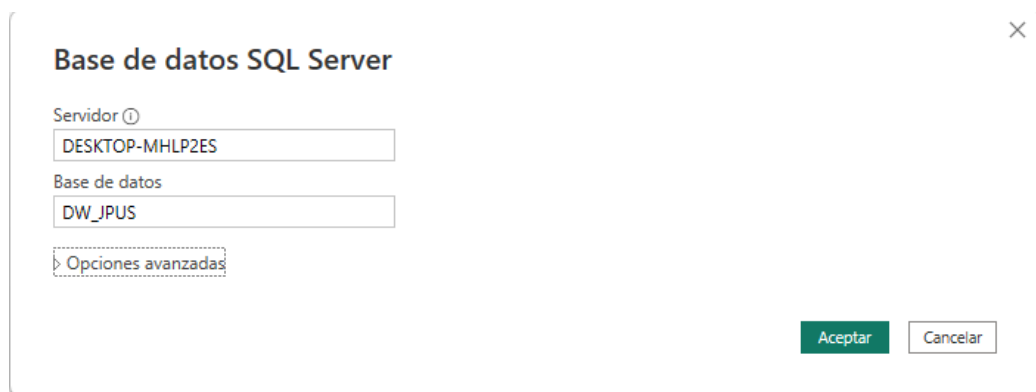 Base de datos SQL Server
Servidor
DESKTOP-MHLP2ES
Base de datos
DW_JPUS
Opciones avanzadas
Aceptar Cancelar